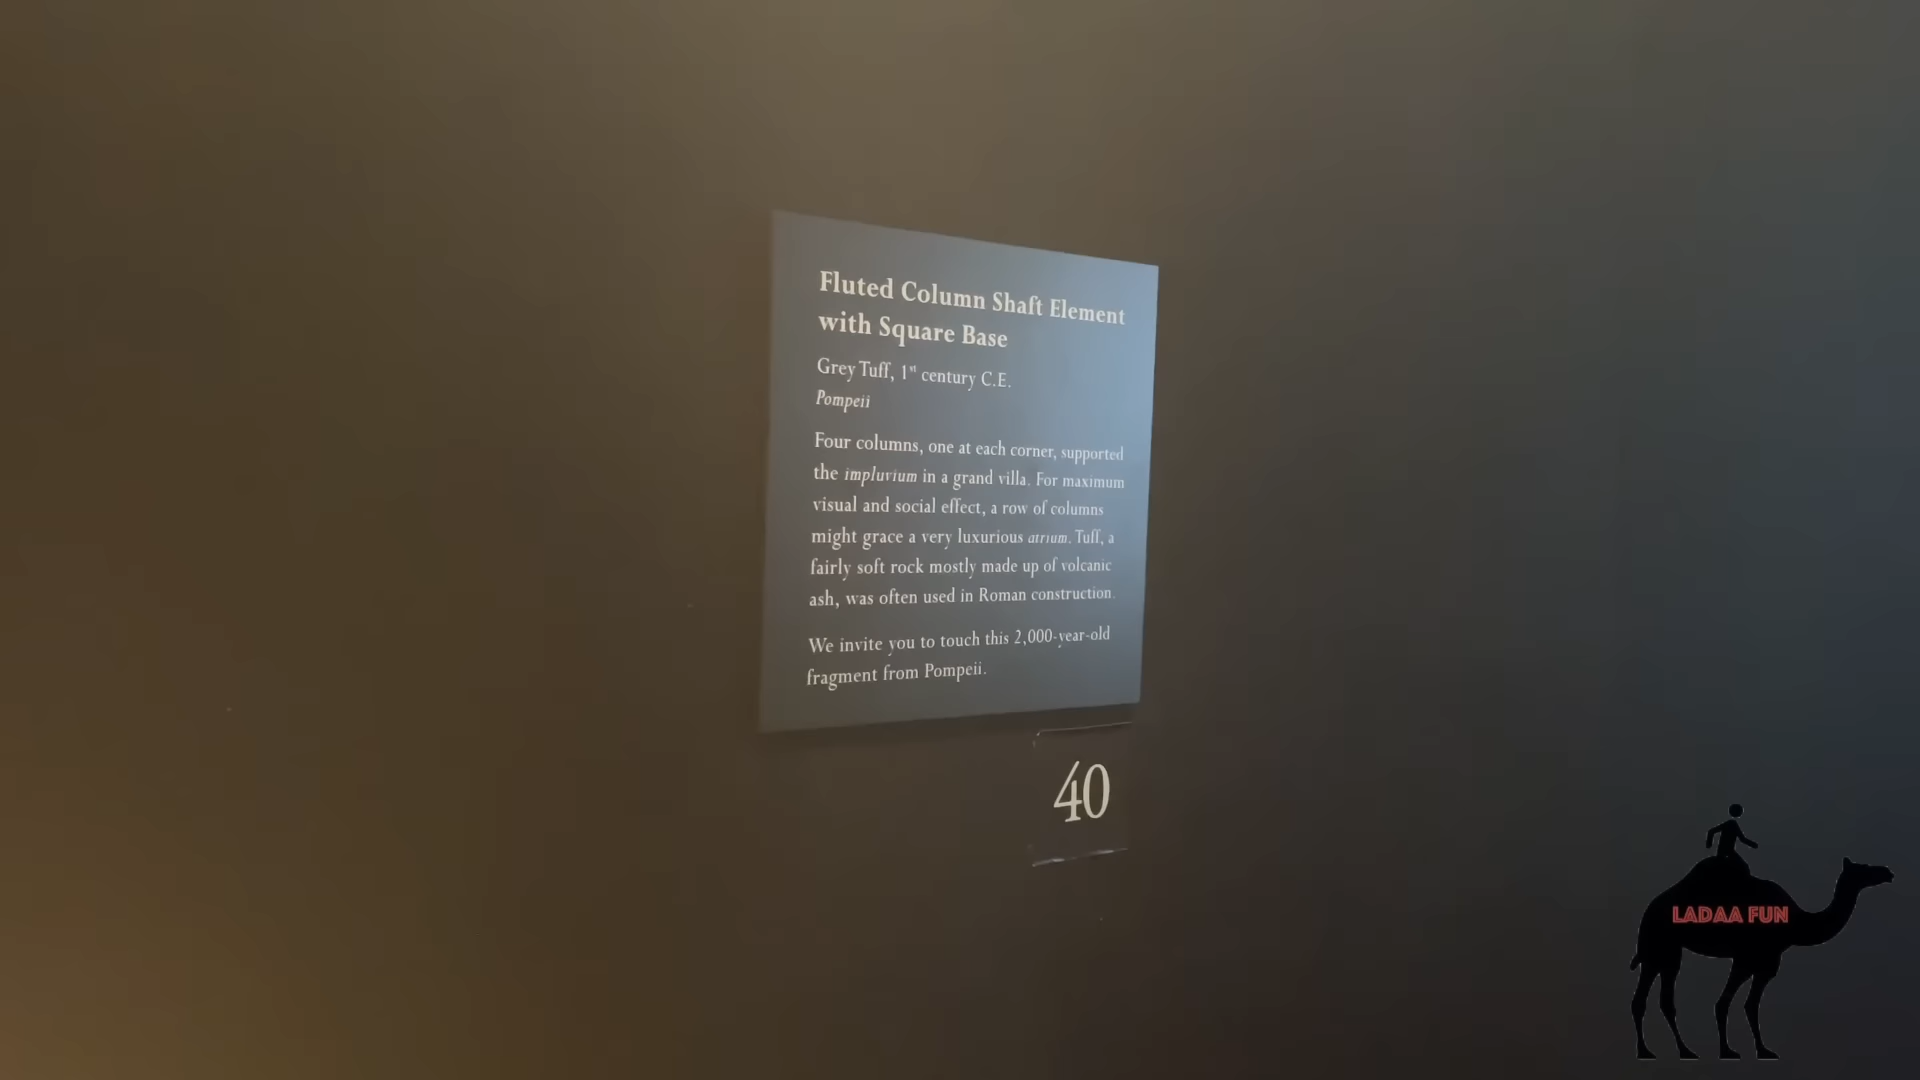 Fluted Column Shaft Element
with Square Base
Grey Tuff, 1st century C.E.
Pompeii
Four columns, one at each corner, supported
the impluvium in a grand villa. For maximum
visual and social effect, a row of columns
might grace a very luxurious atrium. Tuff, a
fairly soft rock mostly made up of volcanic
ash, was often used in Roman construction.
We invite you to touch this 2,000-year-old
fragment from Pompeii.
40
LADAA FUN